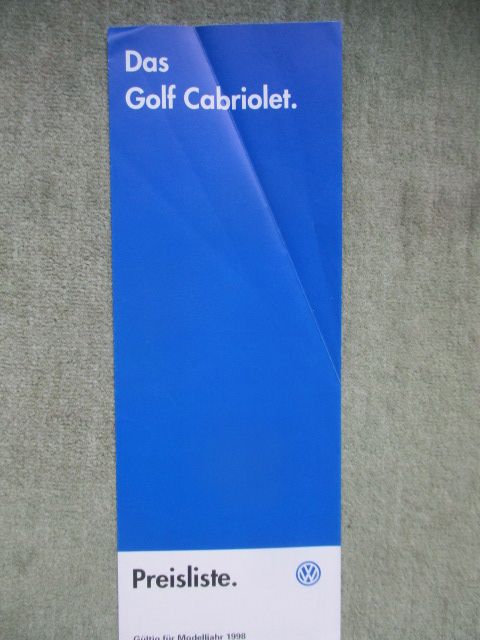 Das
Golf Cabriolet.
Preisliste.
Gültig für Modelljahr 1998